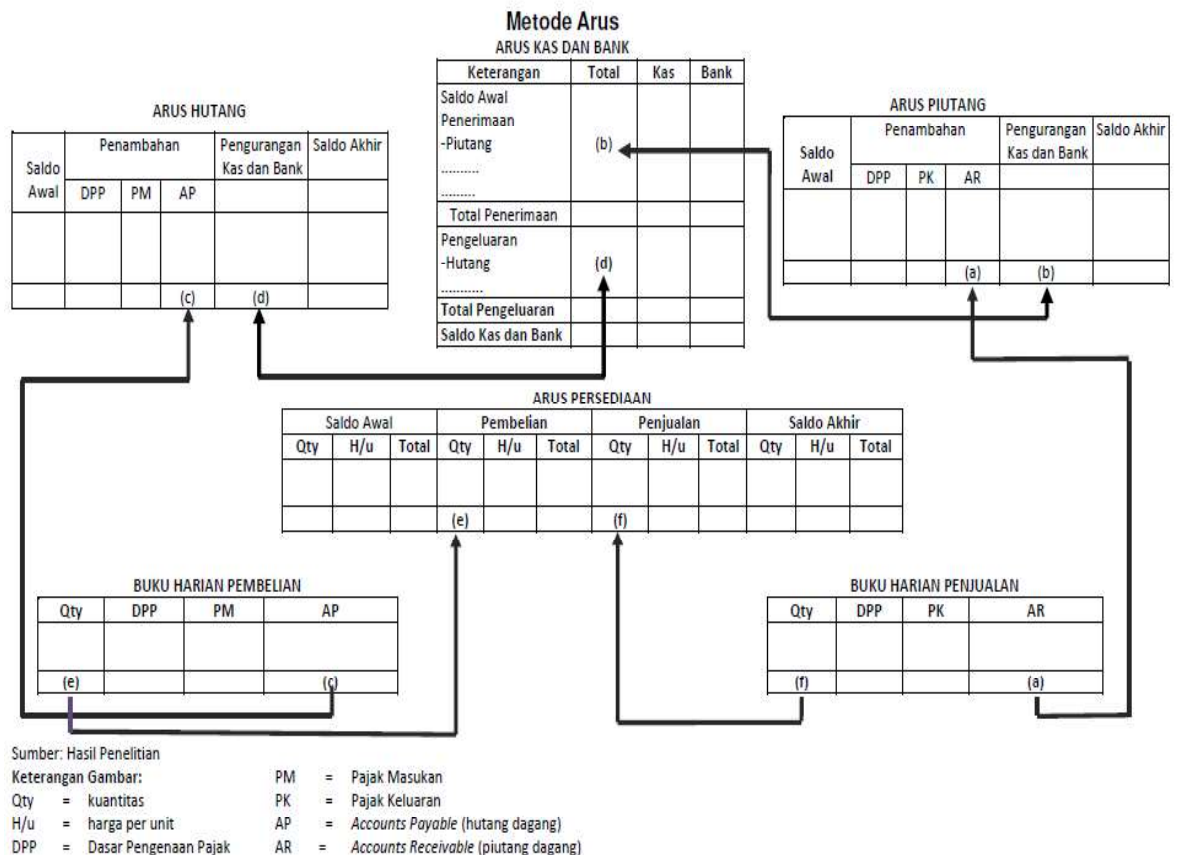 Metode Arus
ARUS KAS DAN BANK
Keterangan Total Kas Bank
Saldo Awal
Penerimaan
-Piutang (b)
..........
.........
Total Penerimaan
Pengeluaran
-Hutang (d)
...........
Total Pengeluaran
Saldo Kas dan Bank
ARUS HUTANG
Saldo Awal Penambahan Pengurangan Kas dan Bank Saldo Akhir
DPP PM AP
(c) (d)
ARUS PIUTANG
Saldo Awal Penambahan Pengurangan Kas dan Bank Saldo Akhir
DPP PK AR
(a) (b)
ARUS PERSEDIAAN
Saldo Awal Pembelian Penjualan Saldo Akhir
Qty H/u Total Qty H/u Total Qty H/u Total Qty H/u Total
(e) (f)
BUKU HARIAN PEMBELIAN
Qty DPP PM AP
(e) (c)
BUKU HARIAN PENJUALAN
Qty DPP PK AR
(f) (a)
Sumber: Hasil Penelitian
Keterangan Gambar: PM = Pajak Masukan
Qty = kuantitas PK = Pajak Keluaran
H/u = harga per unit AP = Accounts Payable (hutang dagang)
DPP = Dasar Pengenaan Pajak AR = Accounts Receivable (piutang dagang)